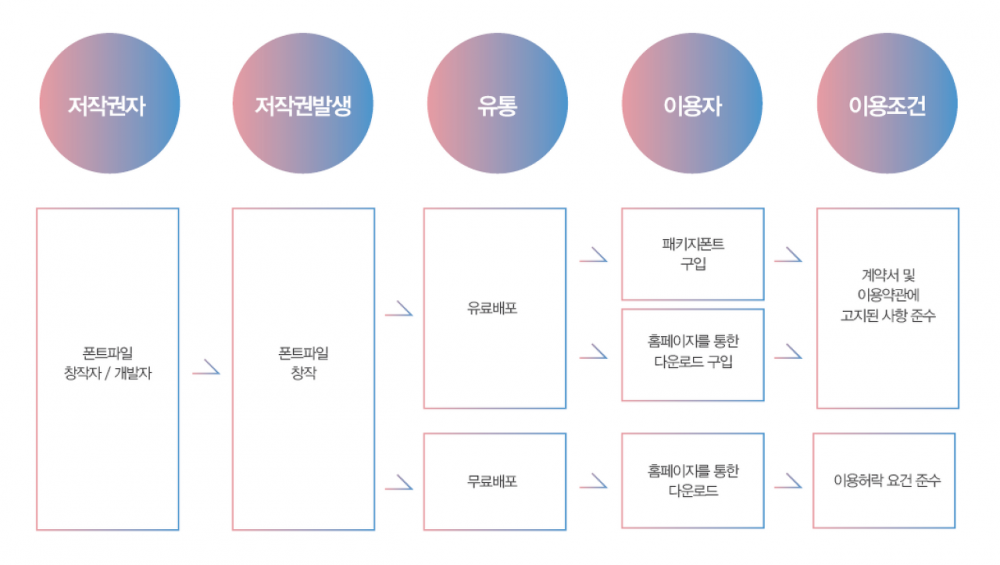 저작권자
저작권발생
유통
이용자
이용조건
폰트파일
창작자 / 개발자
폰트파일
창작
유료배포
무료배포
패키지폰트
구입
홈페이지를 통한
다운로드 구입
홈페이지를 통한
다운로드
계약서 및
이용약관에
고지된 사항 준수
이용허락 요건 준수